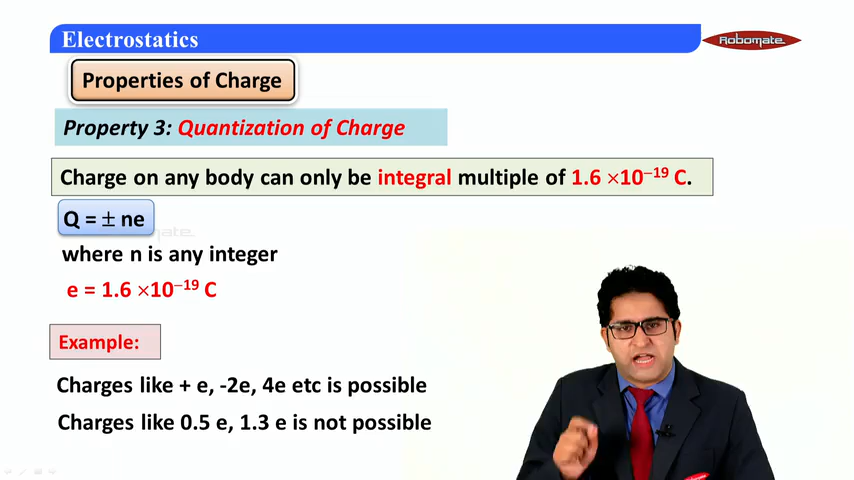 Electrostatics
Robomate
Properties of Charge
Property 3: Quantization of Charge
Charge on any body can only be integral multiple of 1.6 ×10⁻¹⁹ C.
Q = ± ne
where n is any integer
e = 1.6 ×10⁻¹⁹ C
Example:
Charges like + e, -2e, 4e etc is possible
Charges like 0.5 e, 1.3 e is not possible